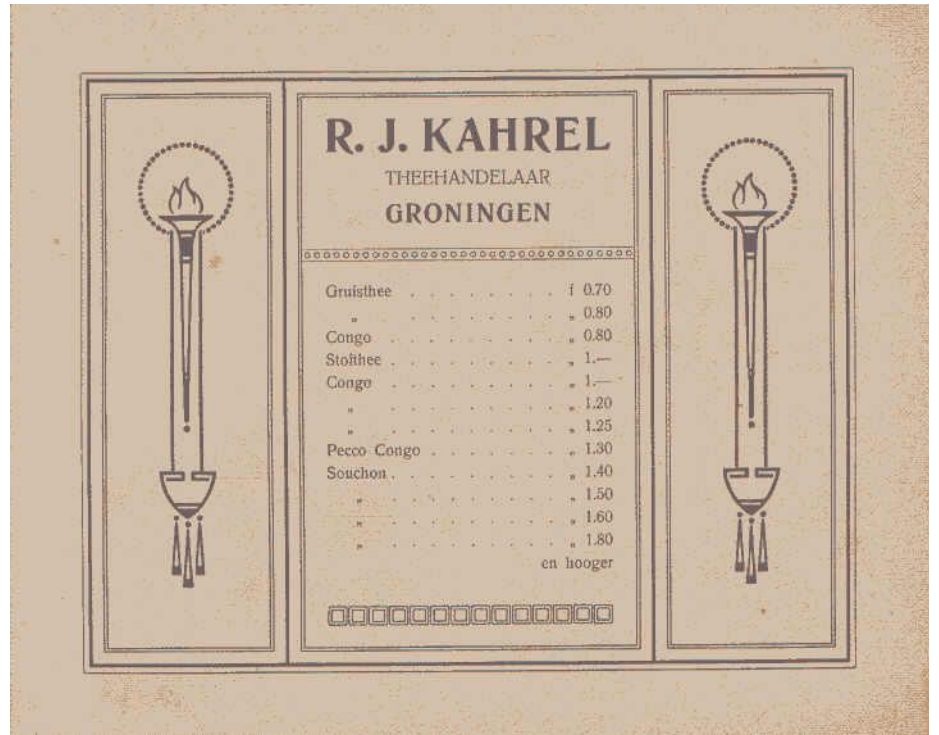 R. J. KAHREL
THEEHANDELAAR
GRONINGEN
Gruisthee . . . . . . . . f 0.70
„ . . . . . . . . „ 0.80
Congo . . . . . . . . . „ 0.80
Stofthee . . . . . . . . . „ 1.—
Congo . . . . . . . . . „ 1.—
„ . . . . . . . . . „ 1.20
„ . . . . . . . . . „ 1.25
Pecco Congo . . . . . . . „ 1.30
Souchon . . . . . . . . . „ 1.40
„ . . . . . . . . . „ 1.50
„ . . . . . . . . . „ 1.60
„ . . . . . . . . . „ 1.80
en hooger